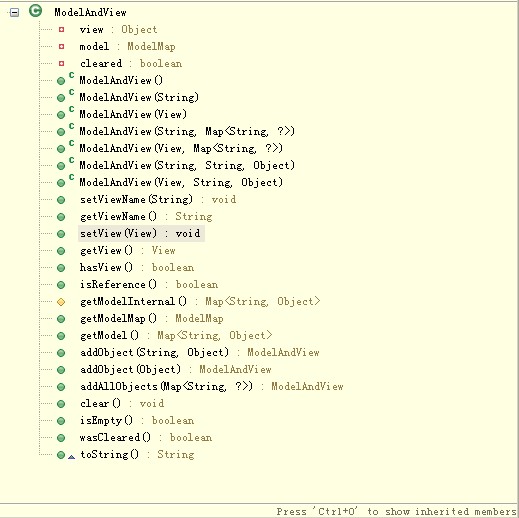 ModelAndView
view : Object
model : ModelMap
cleared : boolean
ModelAndView()
ModelAndView(String)
ModelAndView(View)
ModelAndView(String, Map<String, ?>)
ModelAndView(View, Map<String, ?>)
ModelAndView(String, String, Object)
ModelAndView(View, String, Object)
setViewName(String) : void
getViewName() : String
setView(View) : void
getView() : View
hasView() : boolean
isReference() : boolean
getModelInternal() : Map<String, Object>
getModelMap() : ModelMap
getModel() : Map<String, Object>
addObject(String, Object) : ModelAndView
addObject(Object) : ModelAndView
addAllObjects(Map<String, ?>) : ModelAndView
clear() : void
isEmpty() : boolean
wasCleared() : boolean
toString() : String
Press 'Ctrl+O' to show inherited members